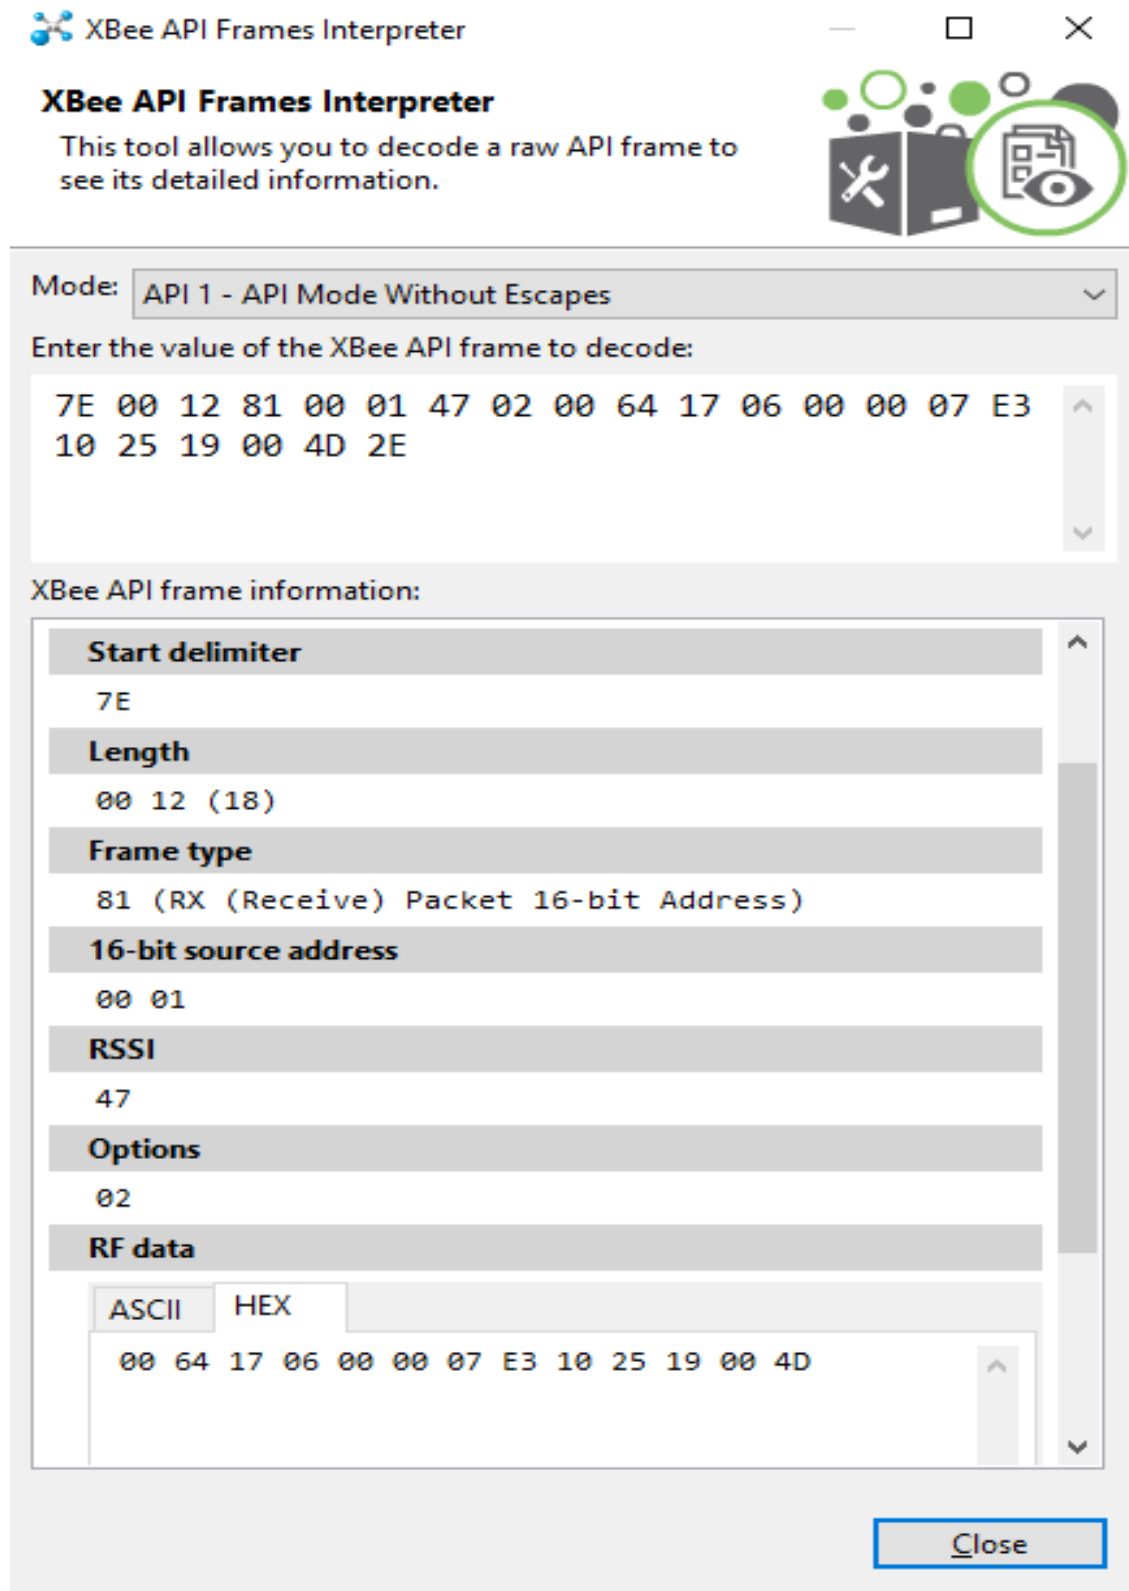 XBee API Frames Interpreter
XBee API Frames Interpreter
This tool allows you to decode a raw API frame to
see its detailed information.
Mode: API 1 - API Mode Without Escapes
Enter the value of the XBee API frame to decode:
7E 00 12 81 00 01 47 02 00 64 17 06 00 00 07 E3
10 25 19 00 4D 2E
XBee API frame information:
Start delimiter
7E
Length
00 12 (18)
Frame type
81 (RX (Receive) Packet 16-bit Address)
16-bit source address
00 01
RSSI
47
Options
02
RF data
ASCII HEX
00 64 17 06 00 00 07 E3 10 25 19 00 4D
Close